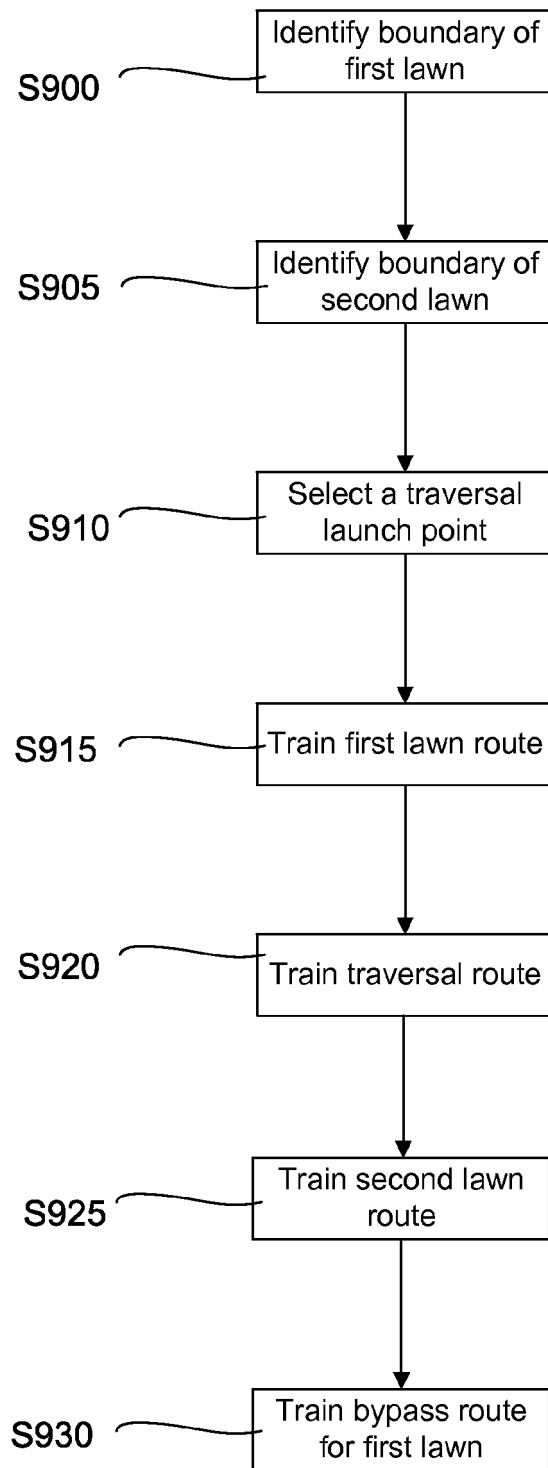 Identify boundary of
first lawn
S900
Identify boundary of
second lawn
S905
Select a traversal
launch point
S910
Train first lawn route
S915
Train traversal route
S920
Train second lawn
route
S925
Train bypass route
for first lawn
S930